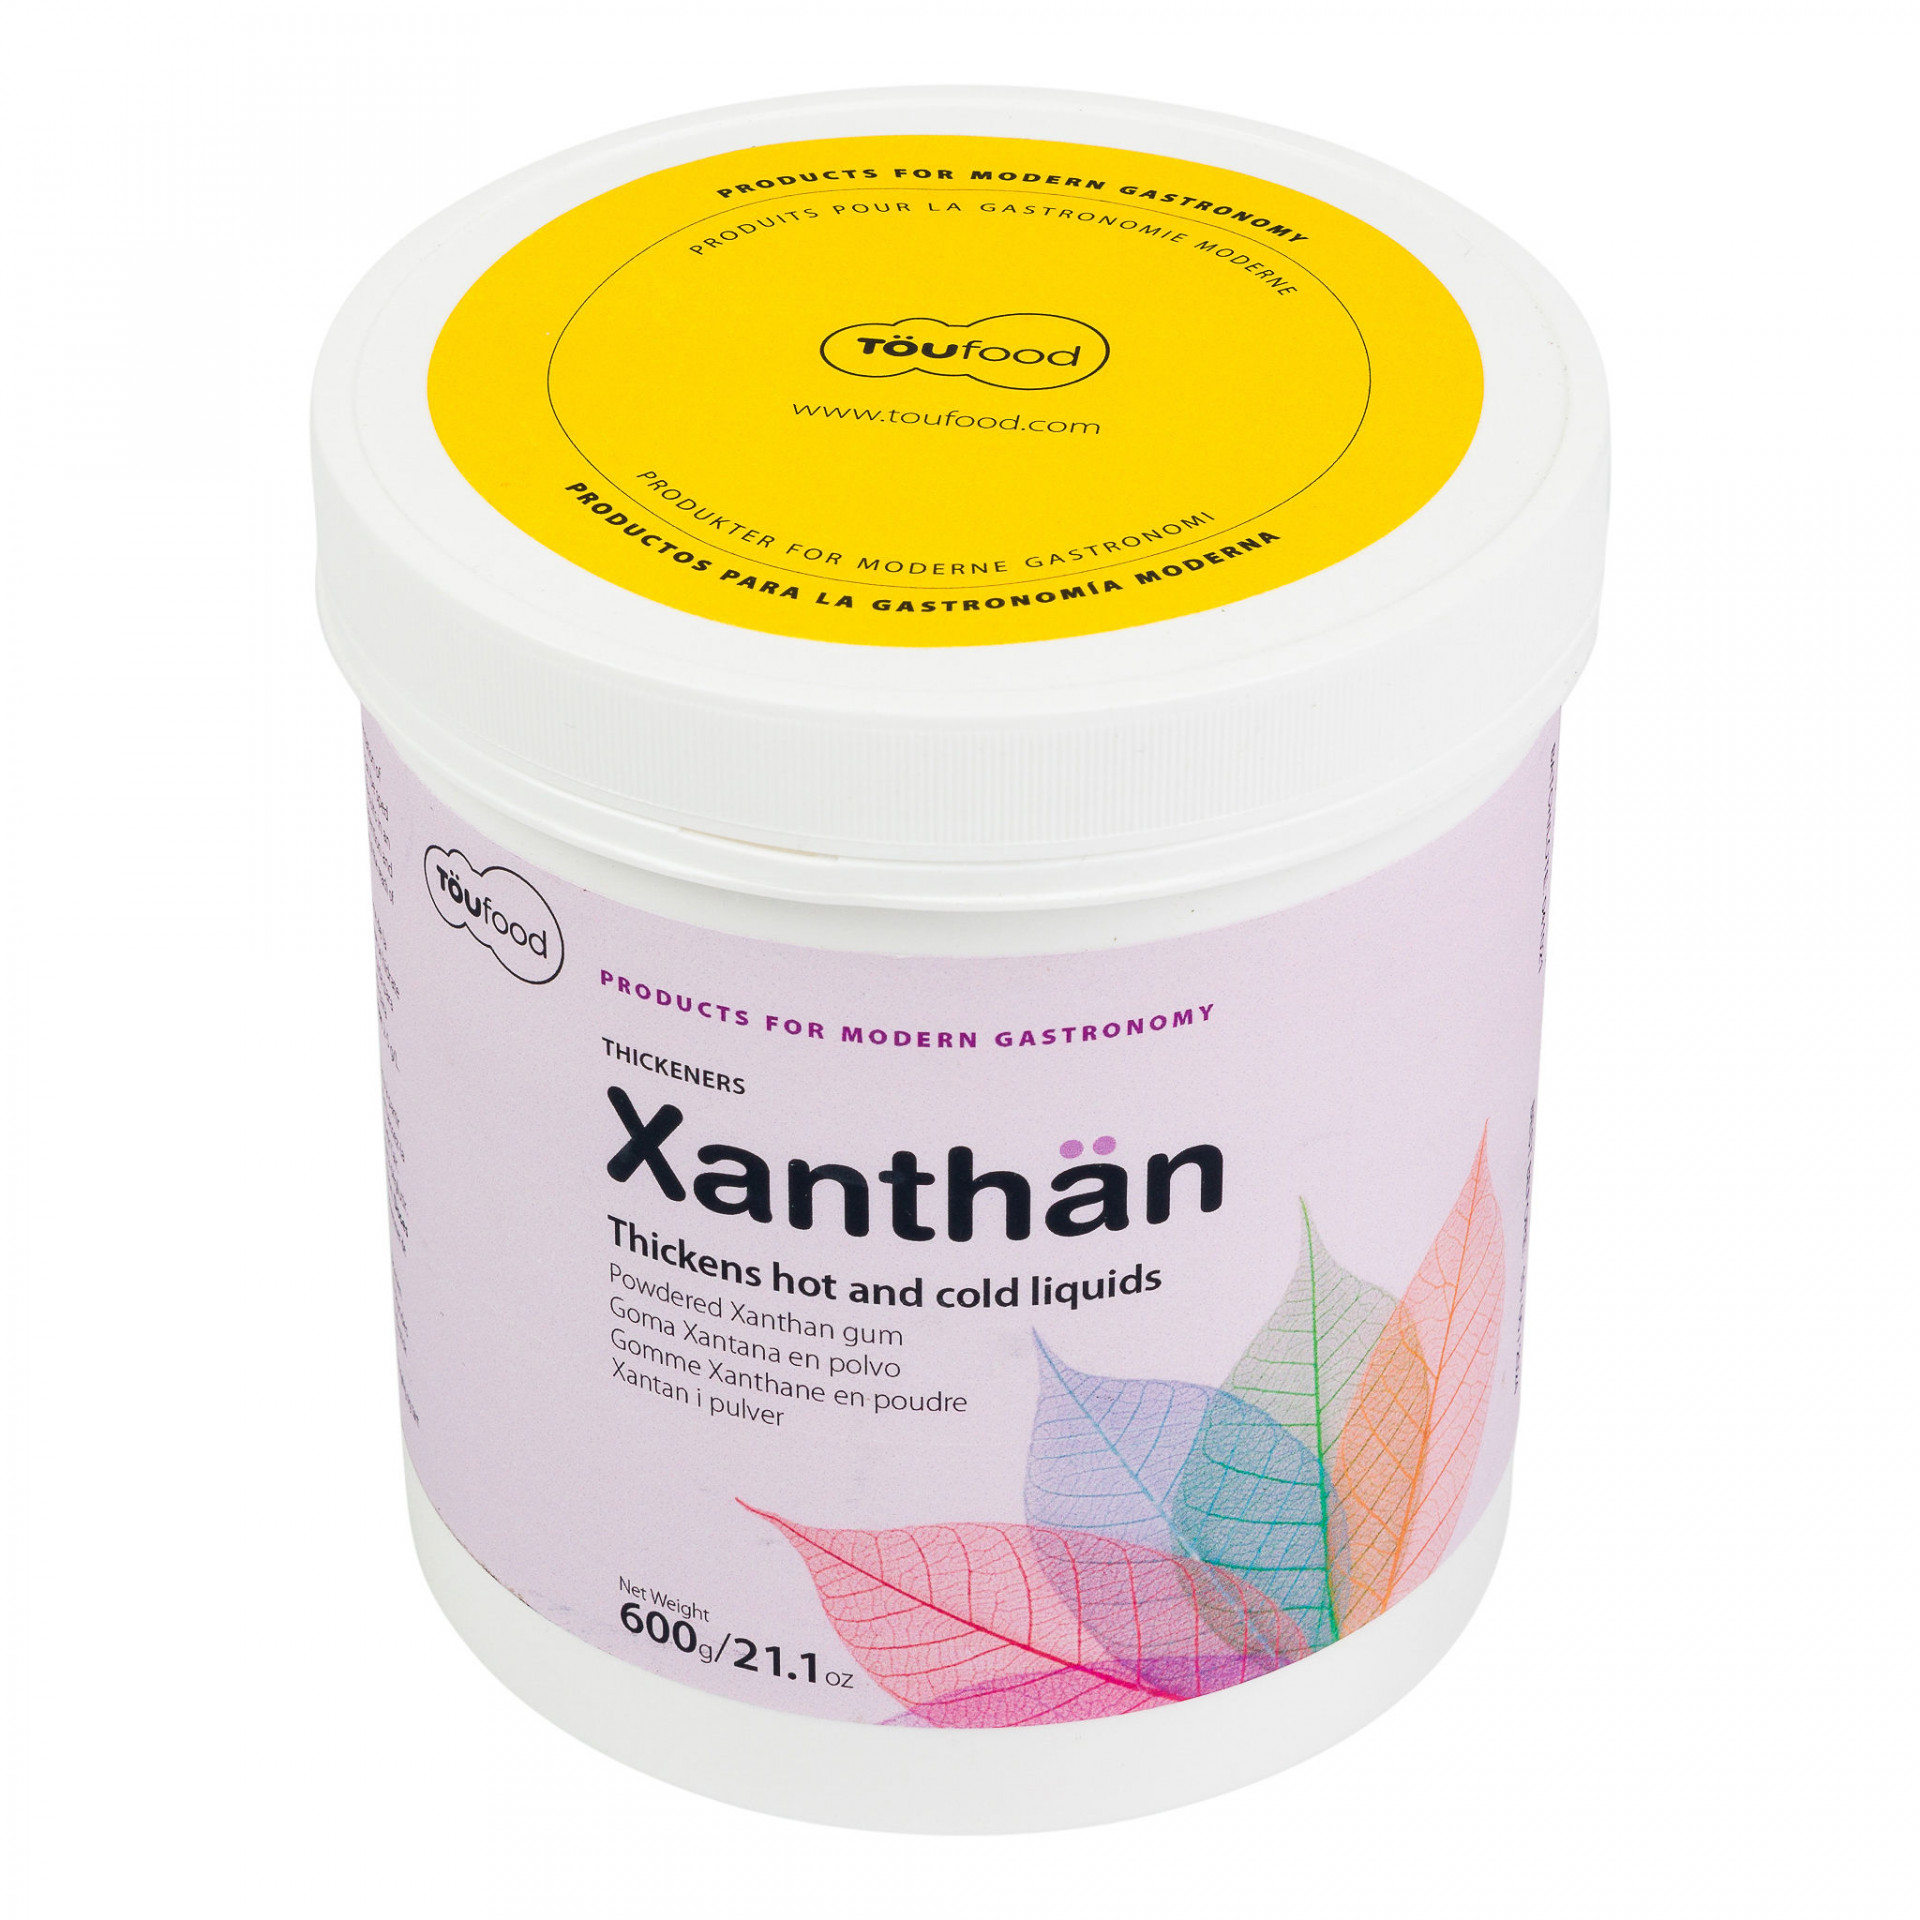 PRODUCTS FOR MODERN GASTRONOMY
PRODUITS POUR LA GASTRONOMIE MODERNE
TÖUfood
www.toufood.com
PRODUKTER FOR MODERNE GASTRONOMI
PRODUCTOS PARA LA GASTRONOMÍA MODERNA
TÖUfood
PRODUCTS FOR MODERN GASTRONOMY
THICKENERS
Xanthän
Thickens hot and cold liquids
Powdered Xanthan gum
Goma Xantana en polvo
Gomme Xanthane en poudre
Xantan i pulver
Net Weight
600g/21.1oz